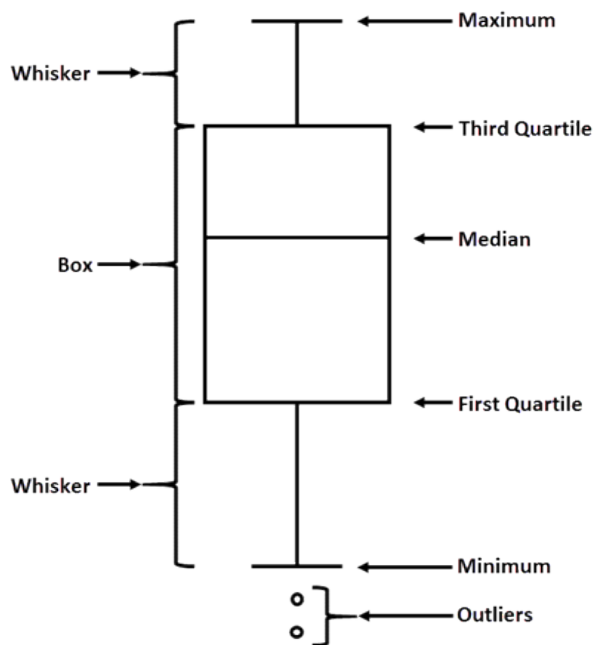 Maximum
Whisker
Third Quartile
Median
Box
First Quartile
Whisker
Minimum
Outliers